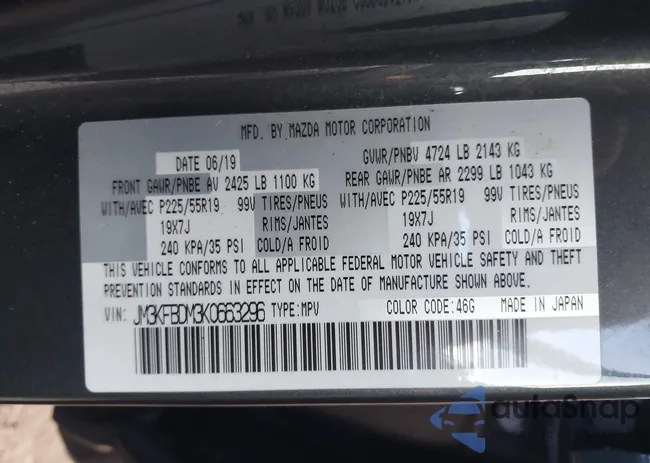 MFD. BY MAZDA MOTOR CORPORATION
DATE 06/19 GVWR/PNBV 4724 LB 2143 KG
FRONT GAWR/PNBE AV 2425 LB 1100 KG REAR GAWR/PNBE AR 2299 LB 1043 KG
WITH/AVEC P225/55R19 99V TIRES/PNEUS WITH/AVEC P225/55R19 99V TIRES/PNEUS
19X7J RIMS/JANTES 19X7J RIMS/JANTES
240 KPA/35 PSI COLD/A FROID 240 KPA/35 PSI COLD/A FROID
THIS VEHICLE CONFORMS TO ALL APPLICABLE FEDERAL MOTOR VEHICLE SAFETY AND THEFT
PREVENTION STANDARDS IN EFFECT ON THE DATE OF MANUFACTURE SHOWN ABOVE.
VIN: JM3KFBDM3K0663296 TYPE:MPV COLOR CODE:46G MADE IN JAPAN
autoSnap